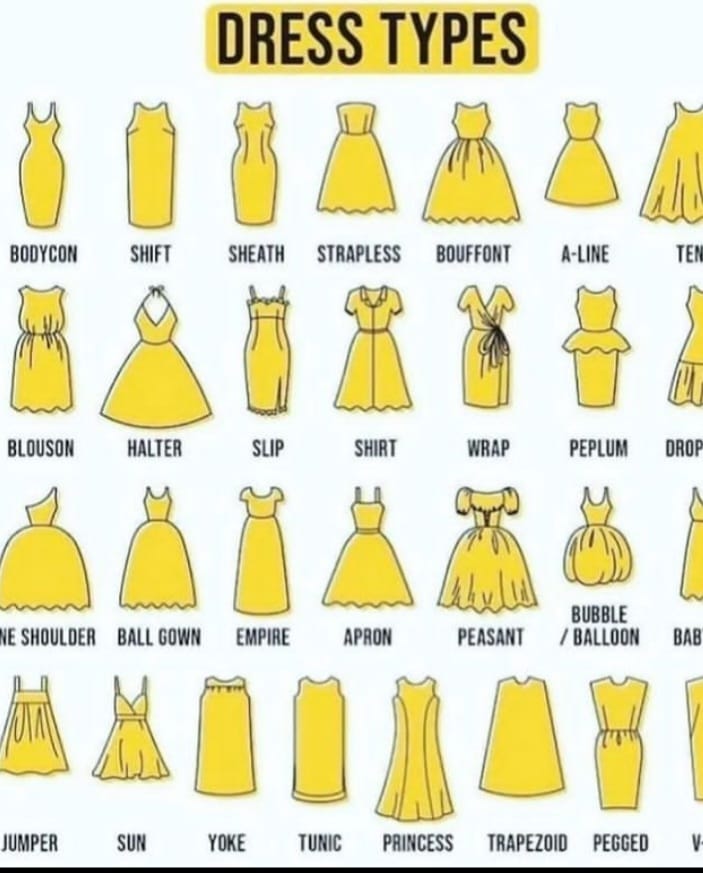 DRESS TYPES
BODYCON SHIFT SHEATH STRAPLESS BOUFFONT A-LINE TEN
BLOUSON HALTER SLIP SHIRT WRAP PEPLUM DROP
NE SHOULDER BALL GOWN EMPIRE APRON PEASANT BUBBLE
/ BALLOON BAB
JUMPER SUN YOKE TUNIC PRINCESS TRAPEZOID PEGGED V-